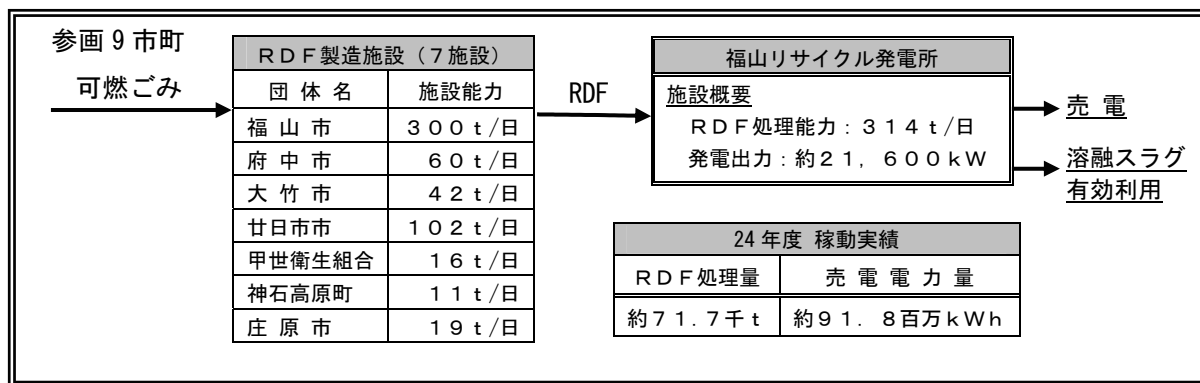 参画9市町
可燃ごみ
RDF製造施設(7施設)
団体名 施設能力
福山市 300t/日
府中市 60t/日
大竹市 42t/日
廿日市市 102t/日
甲世衛生組合 16t/日
神石高原町 11t/日
庄原市 19t/日
RDF
福山リサイクル発電所
施設概要
RDF処理能力:314t/日
発電出力:約21,600kW
売電
溶融スラグ
有効利用
24年度 稼動実績
RDF処理量 売電電力量
約71.7千t 約91.8百万kWh